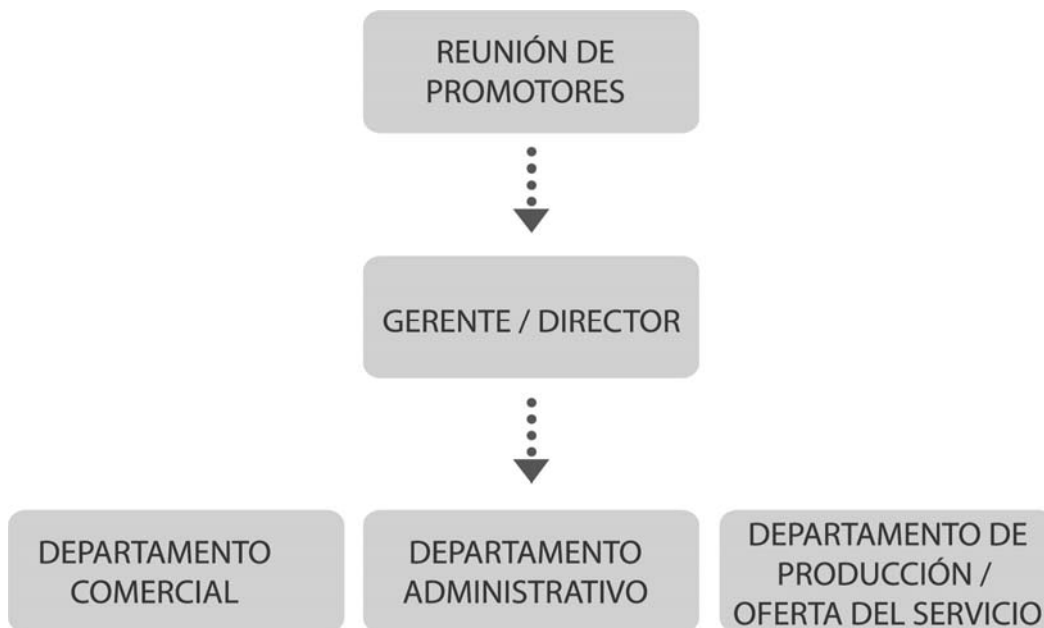 REUNIÓN DE
PROMOTORES
GERENTE / DIRECTOR
DEPARTAMENTO
COMERCIAL
DEPARTAMENTO
ADMINISTRATIVO
DEPARTAMENTO DE
PRODUCCIÓN /
OFERTA DEL SERVICIO